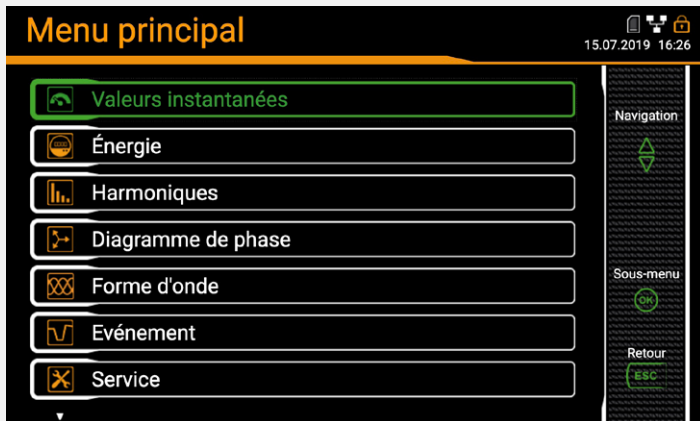 Menu principal
15.07.2019 16:26
Valeurs instantanées
Énergie
Harmoniques
Diagramme de phase
Forme d'onde
Evénement
Service
Navigation
Sous-menu
OK
Retour
ESC